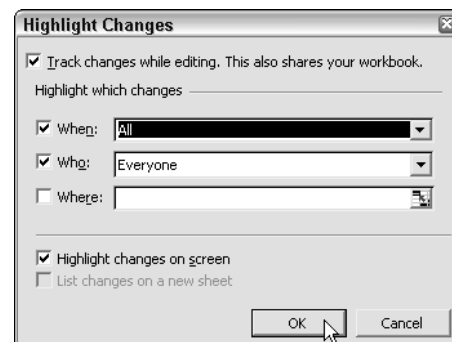 Highlight Changes
Track changes while editing. This also shares your workbook.
Highlight which changes
When: All
Who: Everyone
Where:
Highlight changes on screen
List changes on a new sheet
OK Cancel